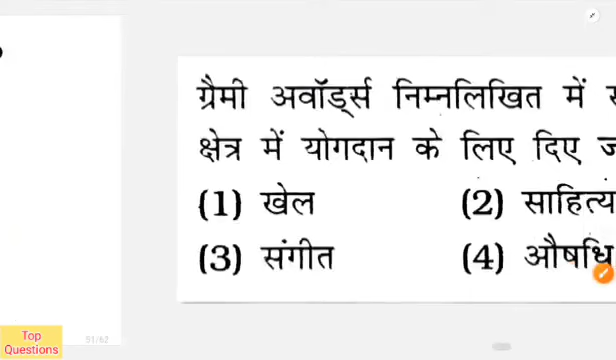 ग्रैमी अवॉर्ड्स निम्नलिखित में
क्षेत्र में योगदान के लिए दिए
(1) खेल (2) साहित्य
(3) संगीत (4) औषधि
Top
Questions
51/62